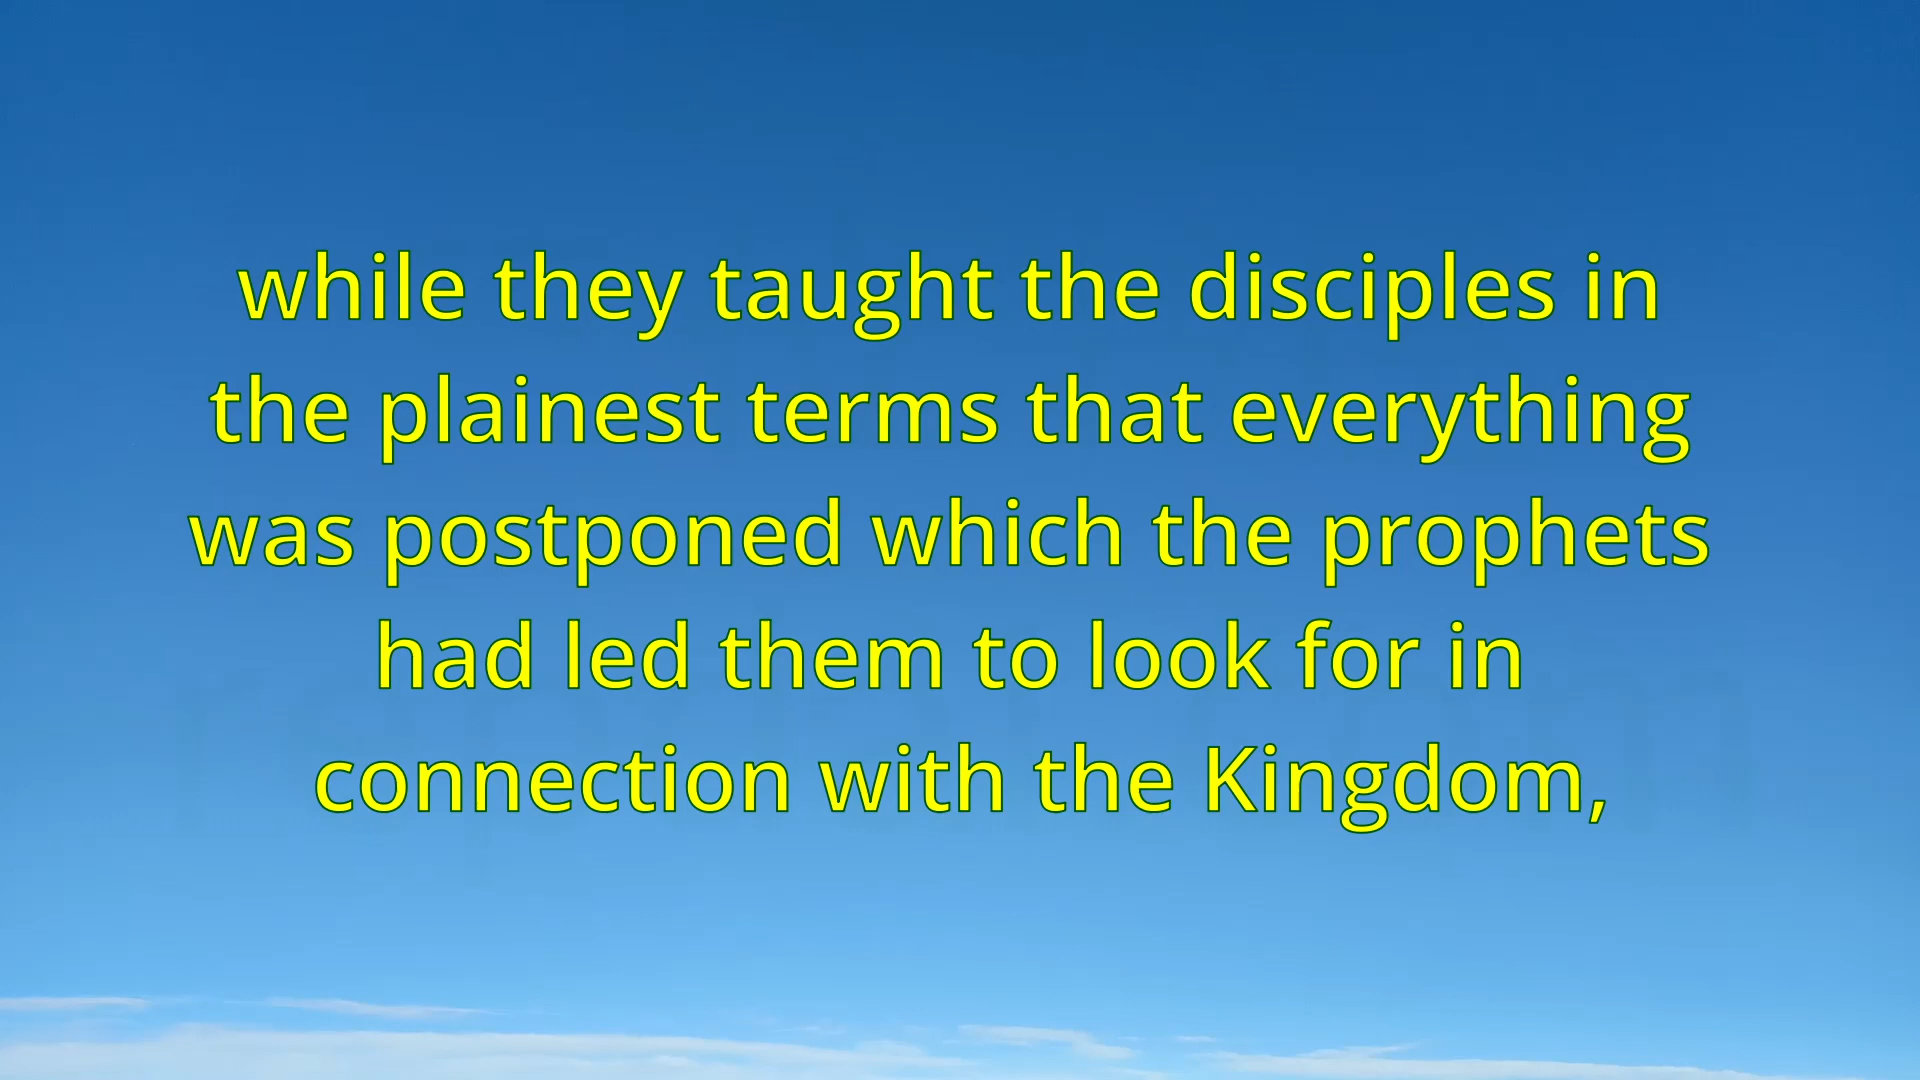 while they taught the disciples in
the plainest terms that everything
was postponed which the prophets
had led them to look for in
connection with the Kingdom,